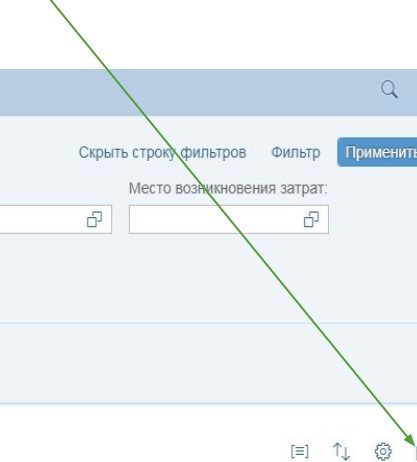 Скрыть строку фильтров Фильтр Применить
Место возникновения затрат: